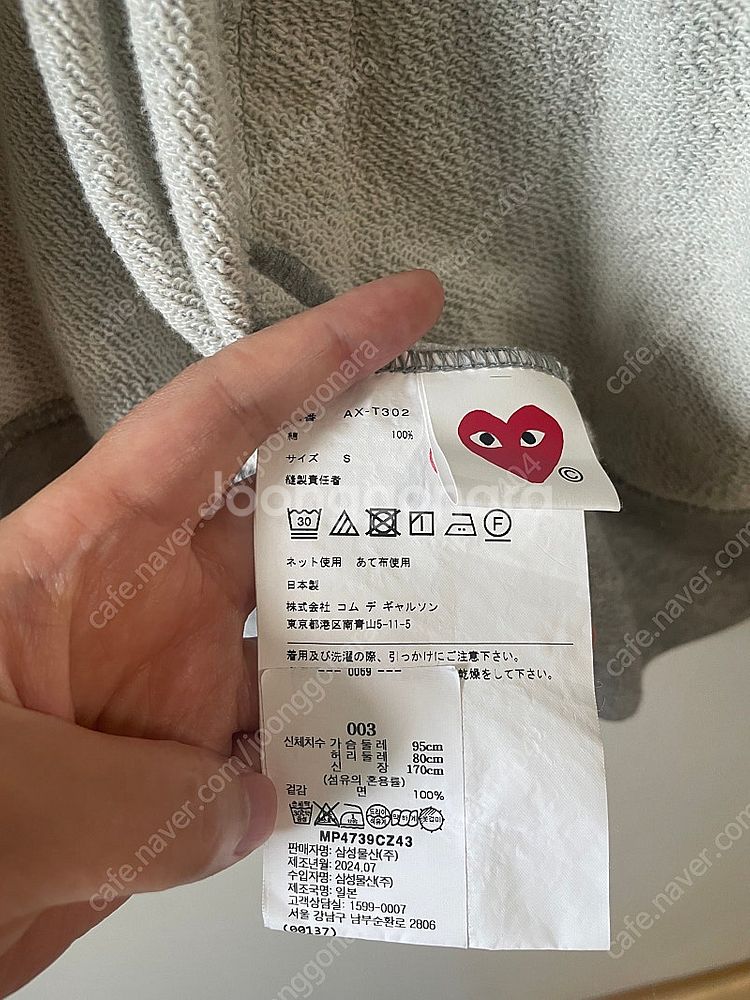 番 AX-T302
綿 100%
サイズ S
縫製責任者
30
F
ネット使用 あて布使用
日本製
株式会社 コム デ ギャルソン
東京都港区南青山5-11-5
着用及び洗濯の際、引っかけにご注意下さい。
--- 0069 --- 乾燥をして下さい。
003
신체치수 가슴둘레 95cm
허리둘레 80cm
신장 170cm
(섬유의 혼용률)
겉감 면 100%
MP4739CZ43
판매자명: 삼성물산(주)
제조년월: 2024.07
수입자명: 삼성물산(주)
제조국명: 일본
고객상담실: 1599-0007
서울 강남구 남부순환로 2806
(00137)
©
Joonggonara
cafe.naver.com/joonggonara